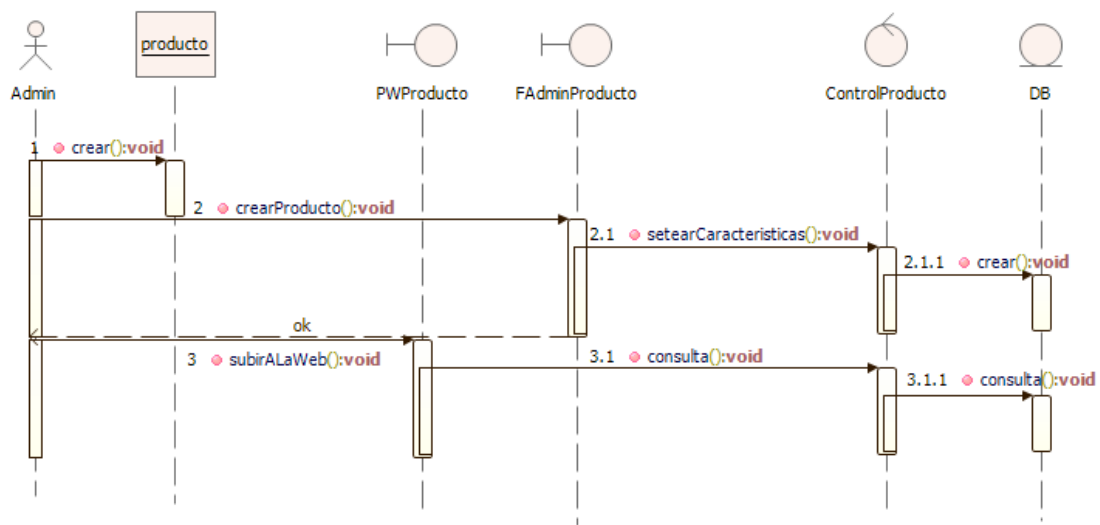 producto
Admin
PWProducto
FAdminProducto
ControlProducto
DB
1 crear():void
2 crearProducto():void
2.1 setearCaracteristicas():void
2.1.1 crear():void
ok
3 subirALaWeb():void
3.1 consulta():void
3.1.1 consulta():void